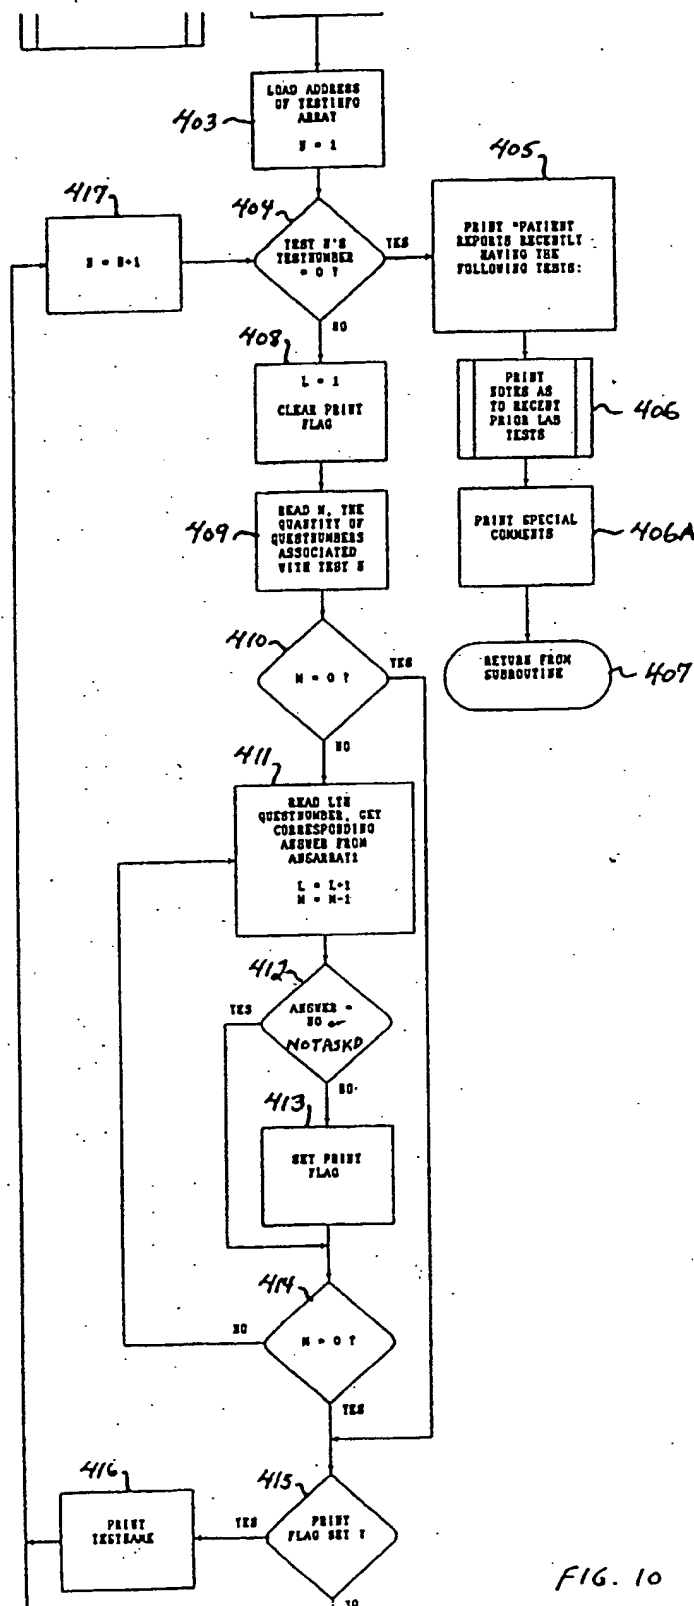 LOAD ADDRESS
OF TESTINFO
ARRAY
N = 1
403
405
417
404
N = N+1
TEST N'S
TESTNUMBER
= 0 ?
YES
PRINT "PATIENT
REPORTS RECENTLY
HAVING THE
FOLLOWING TESTS:
NO
408
L = 1
CLEAR PRINT
FLAG
PRINT
NOTES AS
TO RECENT
PRIOR LAB
TESTS
406
409
READ M, THE
QUANTITY OF
QUESTNUMBERS
ASSOCIATED
WITH TEST N
PRINT SPECIAL
COMMENTS
406A
410
M = 0 ?
YES
RETURN FROM
SUBROUTINE
407
NO
411
READ LTH
QUESTNUMBER, GET
CORRESPONDING
ANSWER FROM
ANSARRAY1
L = L+1
M = M-1
412
YES
ANSWER =
NO or
NOTASKD
NO
413
SET PRINT
FLAG
414
NO
M = 0 ?
YES
416
415
PRINT
TESTNAME
YES
PRINT
FLAG SET ?
NO
FIG. 10